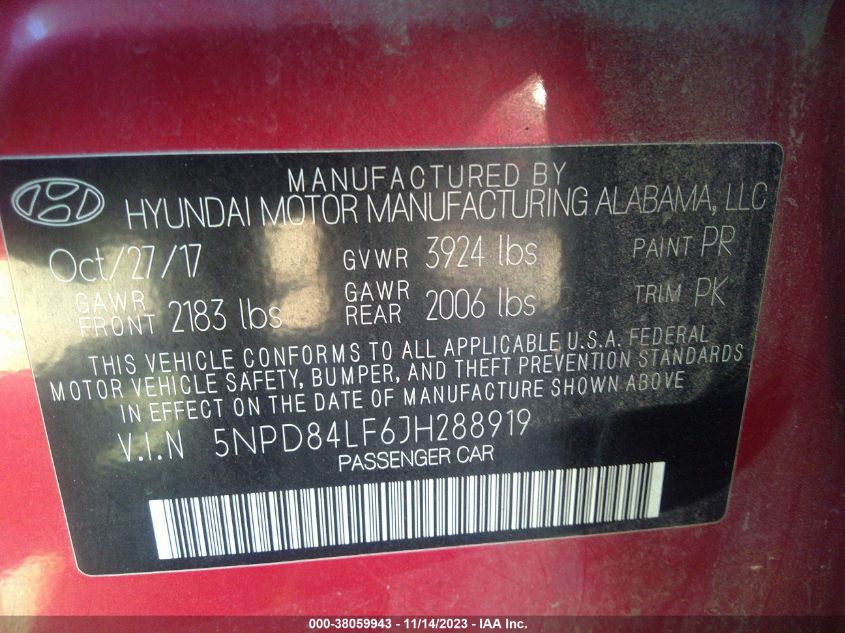 MANUFACTURED BY
HYUNDAI MOTOR MANUFACTURING ALABAMA, LLC
Oct/27/17 GVWR 3924 lbs PAINT PR
GAWR FRONT 2183 lbs GAWR REAR 2006 lbs TRIM PK
THIS VEHICLE CONFORMS TO ALL APPLICABLE U.S.A. FEDERAL
MOTOR VEHICLE SAFETY, BUMPER, AND THEFT PREVENTION STANDARDS
IN EFFECT ON THE DATE OF MANUFACTURE SHOWN ABOVE
V.I.N 5NPD84LF6JH288919
PASSENGER CAR
000-38059943 - 11/14/2023 - IAA Inc.